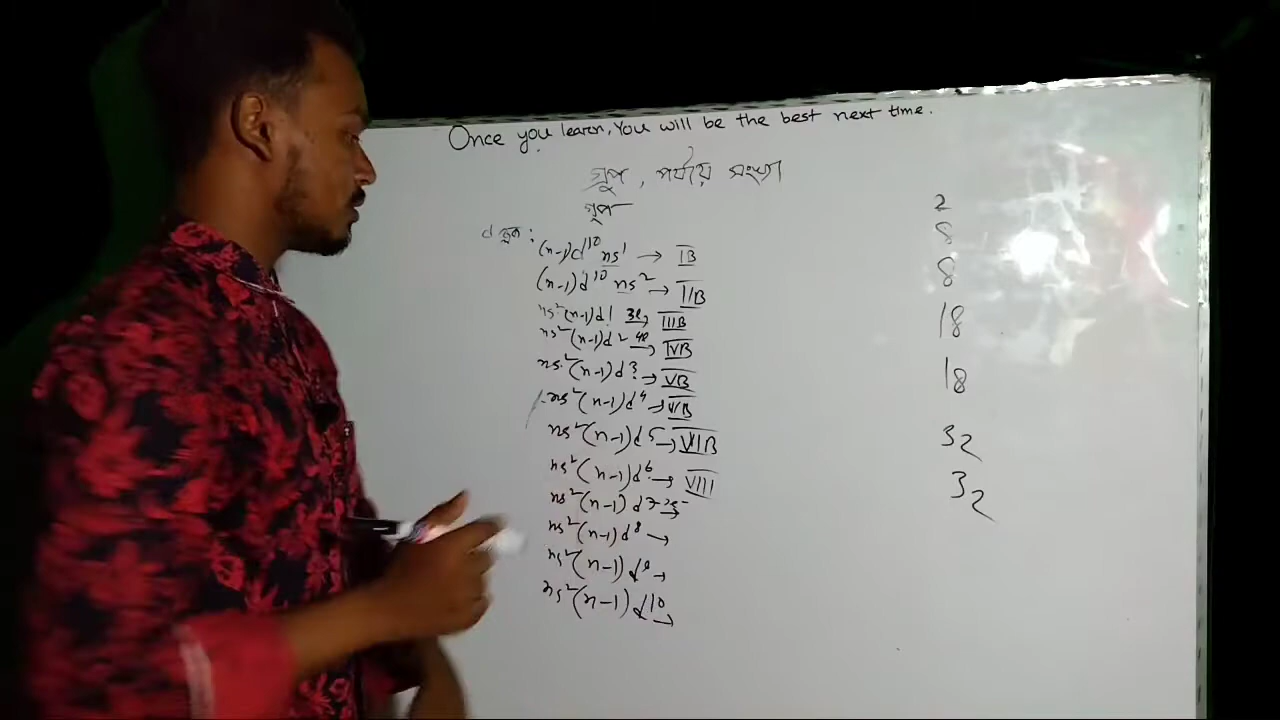 Once you learn, You will be the best next time.
গ্রুপ, পর্যায় সংখ্যা
গ্রুপ
(n-1)d¹⁰ ns¹ → IB
(n-1)d¹⁰ ns² → IIB
ns²(n-1)d¹ → IIIB
ns²(n-1)d² → IVB
ns²(n-1)d³ → VB
ns²(n-1)d⁴ → VIB
ns²(n-1)d⁵ → VIIB
ns²(n-1)d⁶ → VIII
ns²(n-1)d⁷ →
ns²(n-1)d⁸ →
ns²(n-1)d⁹ →
ns²(n-1)d¹⁰ →
2
8
8
18
18
32
32